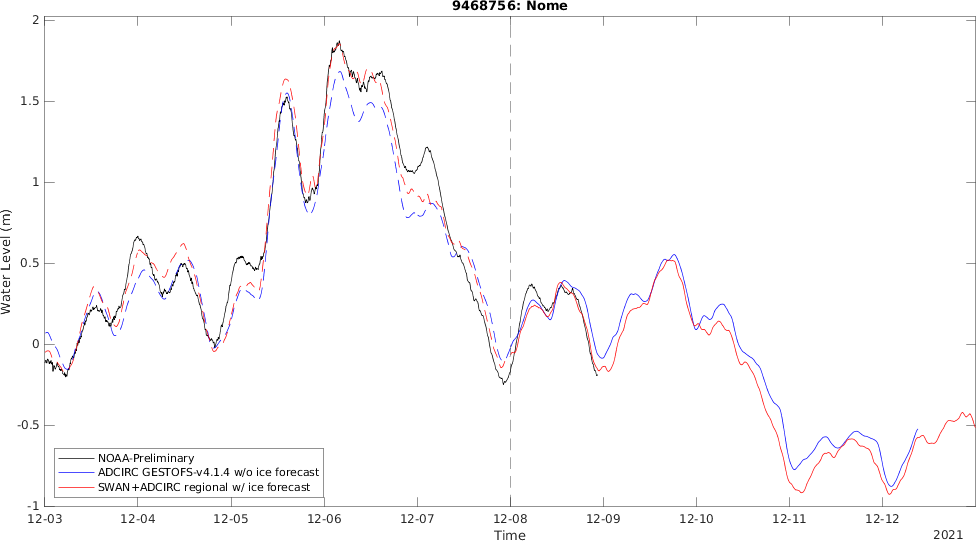 9468756: Nome
2
1.5
1
0.5
0
-0.5
-1
Water Level (m)
NOAA-Preliminary
ADCIRC GESTOFS-v4.1.4 w/o ice forecast
SWAN+ADCIRC regional w/ ice forecast
12-03 12-04 12-05 12-06 12-07 12-08 12-09 12-10 12-11 12-12
Time
2021